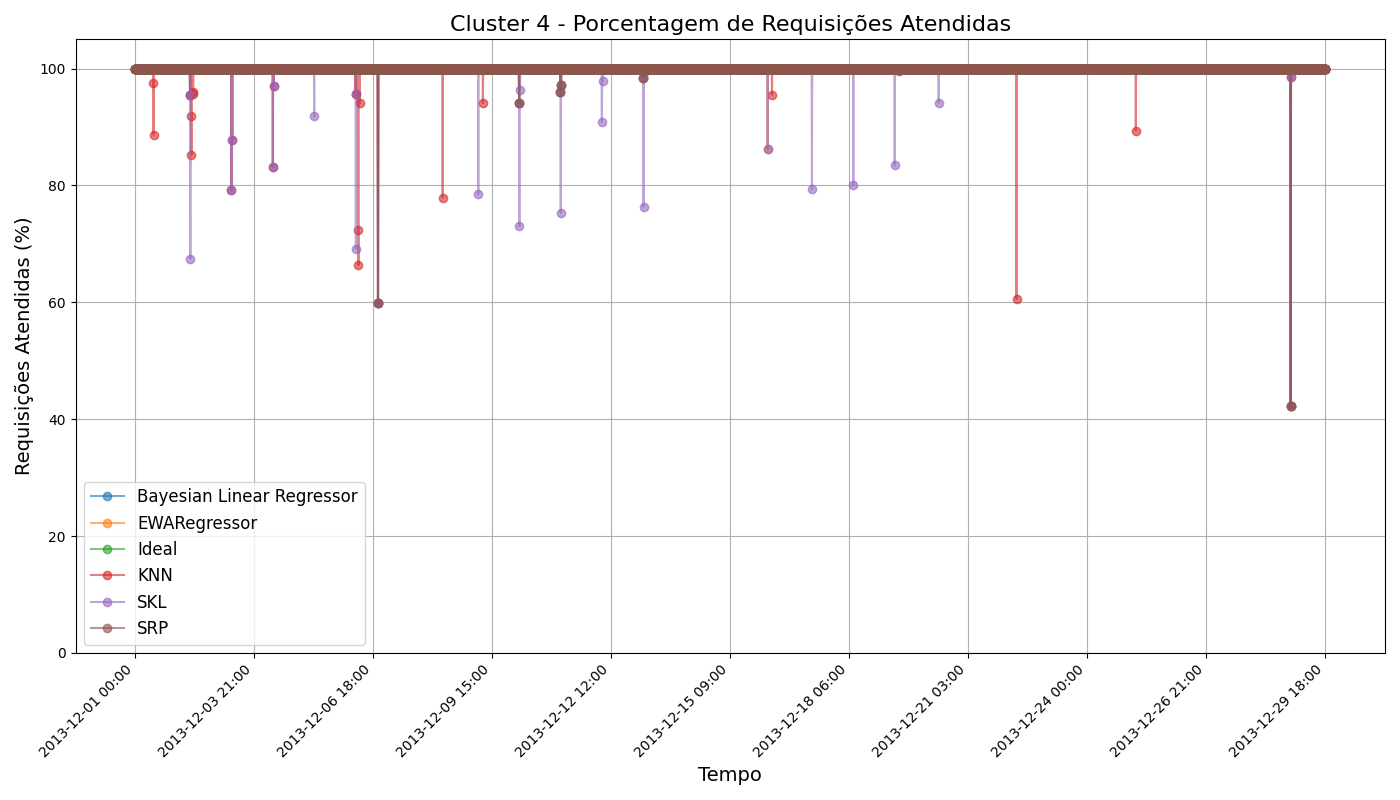 Cluster 4 - Porcentagem de Requisições Atendidas
Requisições Atendidas (%)
100
80
60
40
20
0
Bayesian Linear Regressor
EWARegressor
Ideal
KNN
SKL
SRP
2013-12-01 00:00
2013-12-03 21:00
2013-12-06 18:00
2013-12-09 15:00
2013-12-12 12:00
2013-12-15 09:00
2013-12-18 06:00
2013-12-21 03:00
2013-12-24 00:00
2013-12-26 21:00
2013-12-29 18:00
Tempo